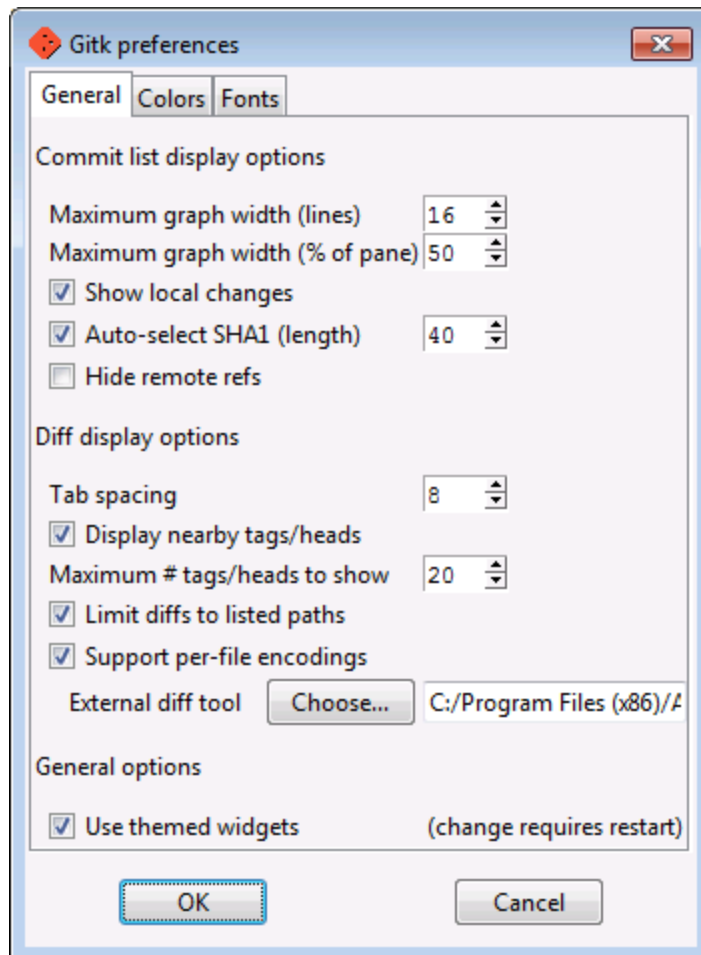 Gitk preferences
General Colors Fonts
Commit list display options
Maximum graph width (lines) 16
Maximum graph width (% of pane) 50
Show local changes
Auto-select SHA1 (length) 40
Hide remote refs
Diff display options
Tab spacing 8
Display nearby tags/heads
Maximum # tags/heads to show 20
Limit diffs to listed paths
Support per-file encodings
External diff tool Choose... C:/Program Files (x86)/A
General options
Use themed widgets (change requires restart)
OK Cancel